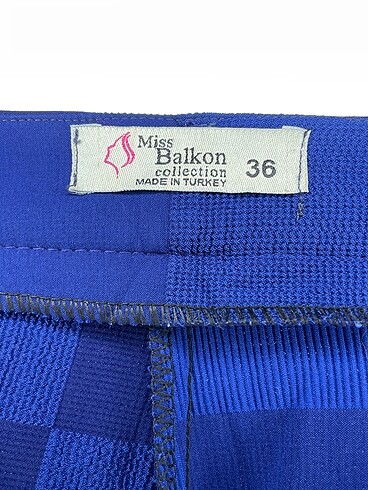 Miss
Balkon
collection
MADE IN TURKEY
36